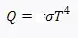 Q = σT⁴